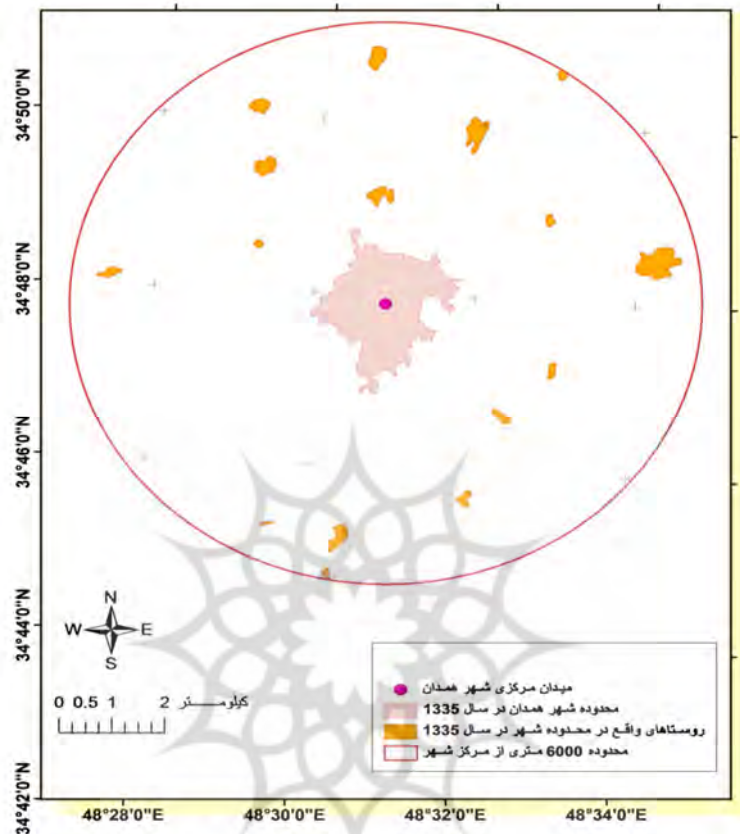 34°50'0"N
34°48'0"N
34°46'0"N
34°44'0"N
34°42'0"N
N
W E
S
0 0.5 1 2 کیلومـــــتر
میدان مرکزی شهر همدان
محدوده شهر همدان در سال 1335
روستاهای واقع در محدوده شهر در سال 1335
محدوده 6000 متری از مرکز شهر
48°28'0"E 48°30'0"E 48°32'0"E 48°34'0"E